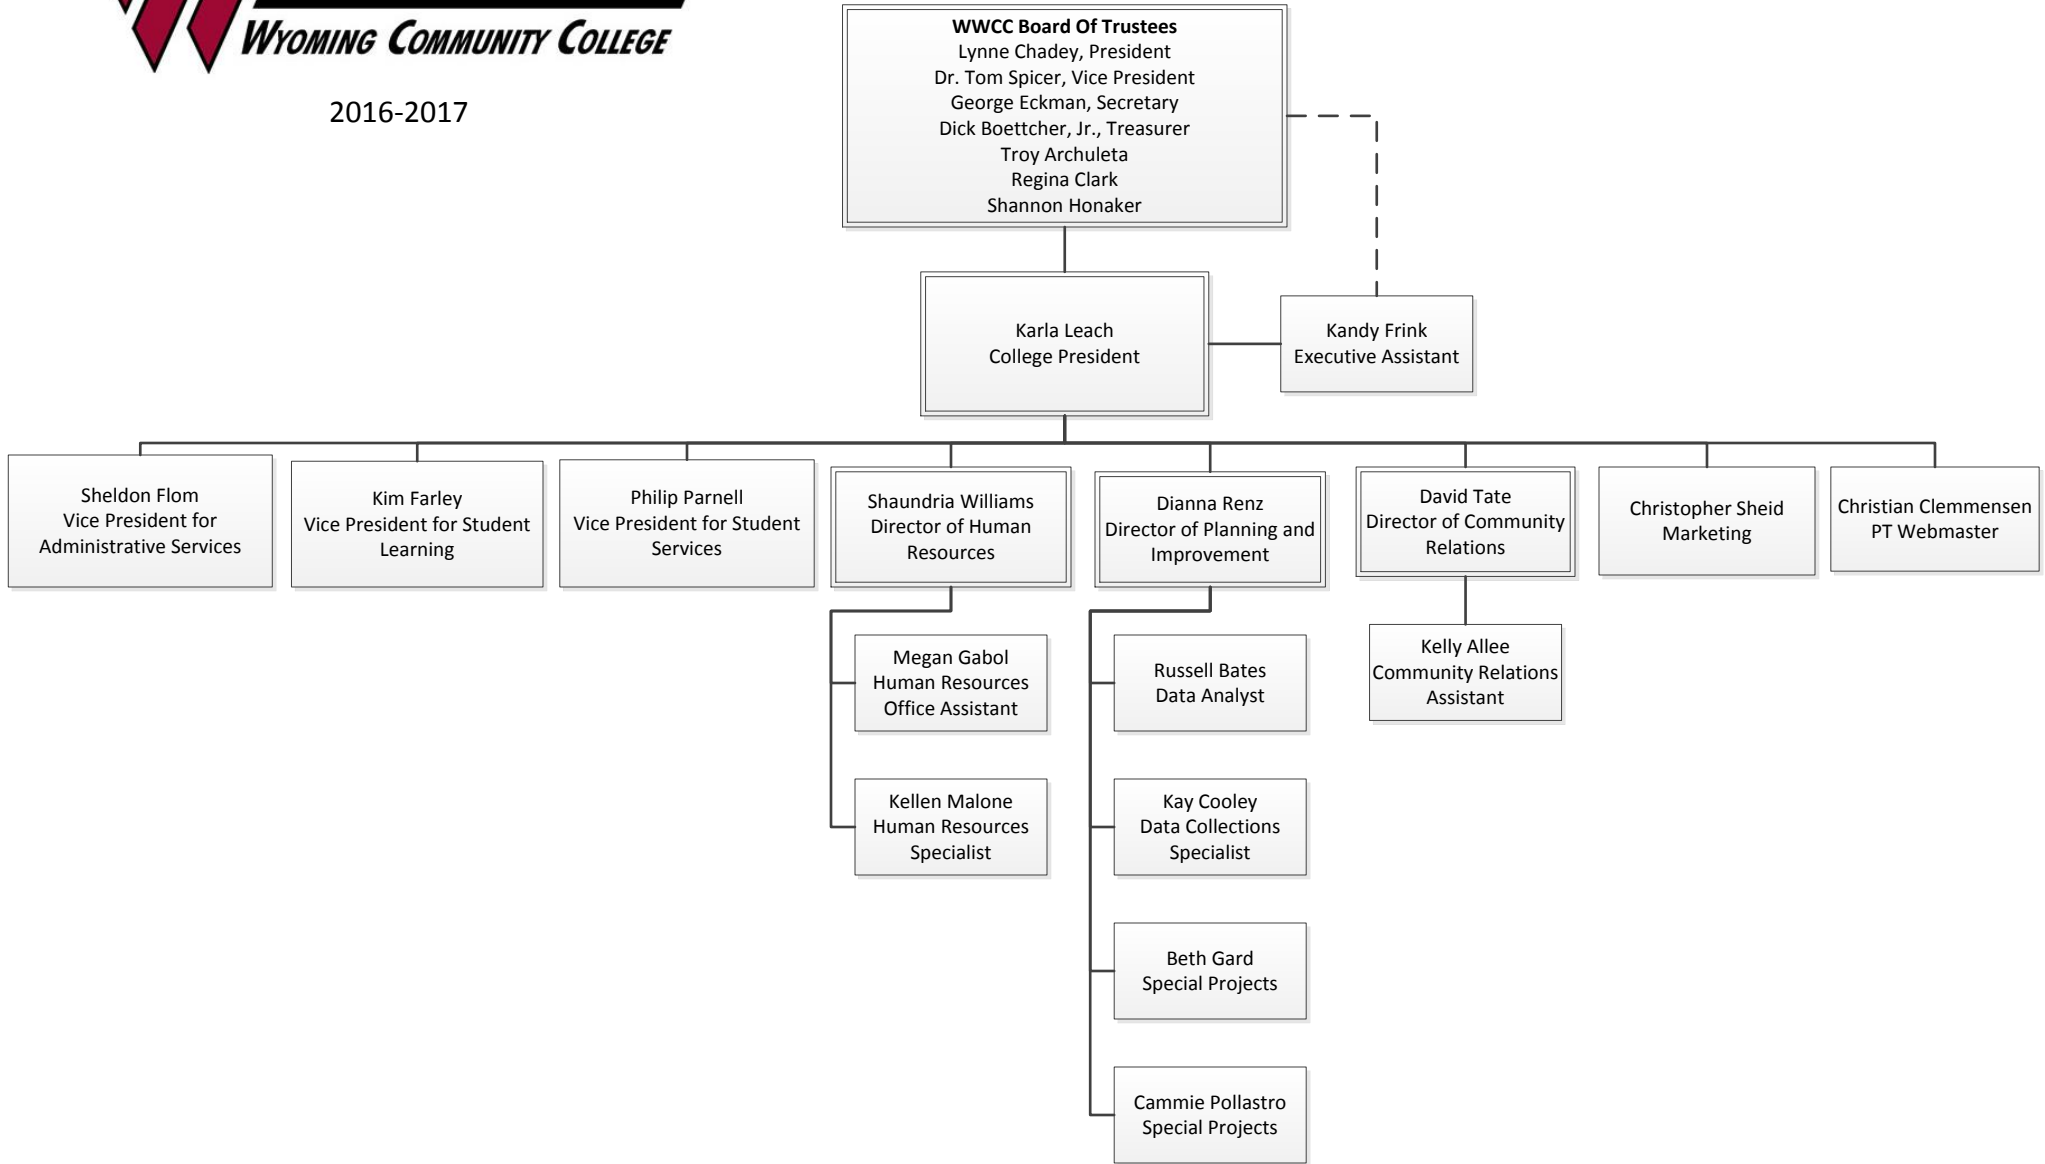 WYOMING COMMUNITY COLLEGE
2016-2017
WWCC Board Of Trustees
Lynne Chadey, President
Dr. Tom Spicer, Vice President
George Eckman, Secretary
Dick Boettcher, Jr., Treasurer
Troy Archuleta
Regina Clark
Shannon Honaker
Karla Leach
College President
Kandy Frink
Executive Assistant
Sheldon Flom
Vice President for
Administrative Services
Kim Farley
Vice President for Student
Learning
Philip Parnell
Vice President for Student
Services
Shaundria Williams
Director of Human
Resources
Dianna Renz
Director of Planning and
Improvement
David Tate
Director of Community
Relations
Christopher Sheid
Marketing
Christian Clemmensen
PT Webmaster
Megan Gabol
Human Resources
Office Assistant
Kellen Malone
Human Resources
Specialist
Russell Bates
Data Analyst
Kay Cooley
Data Collections
Specialist
Beth Gard
Special Projects
Cammie Pollastro
Special Projects
Kelly Allee
Community Relations
Assistant